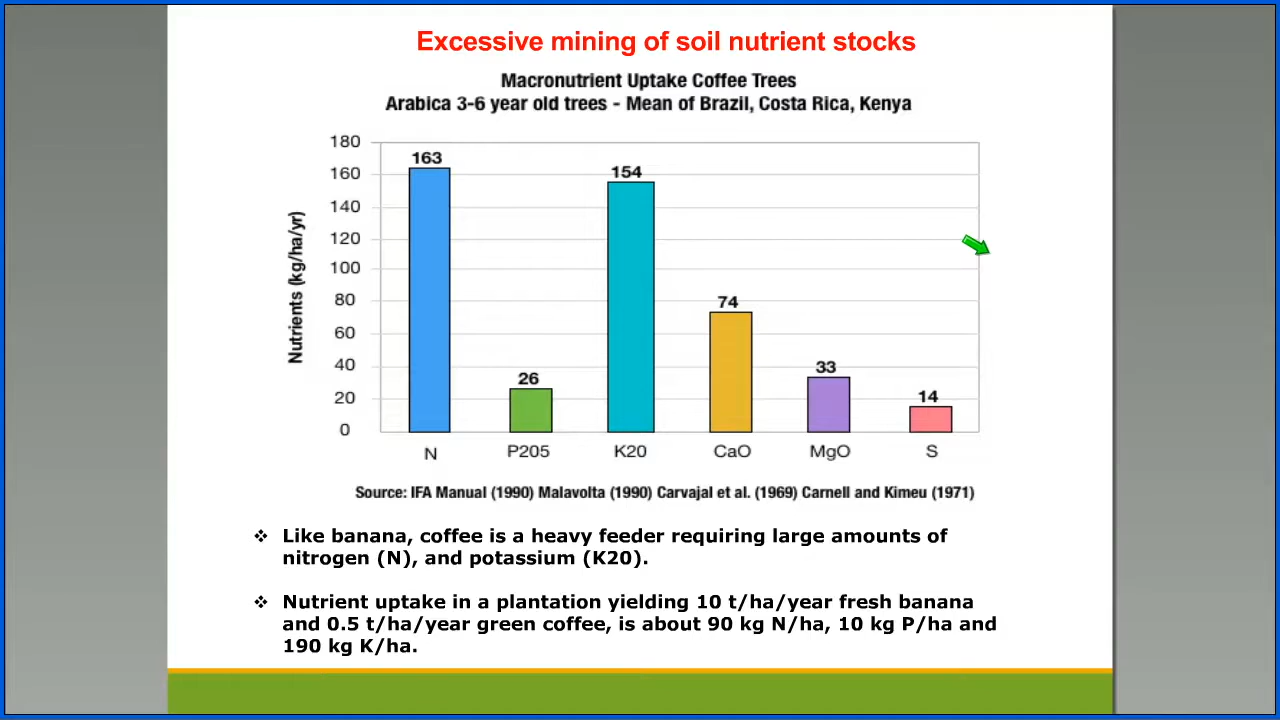 Excessive mining of soil nutrient stocks
Macronutrient Uptake Coffee Trees
Arabica 3-6 year old trees - Mean of Brazil, Costa Rica, Kenya
Nutrients (kg/ha/yr)
180
160
140
120
100
80
60
40
20
0
163
26
154
74
33
14
N
P205
K20
CaO
MgO
S
Source: IFA Manual (1990) Malavolta (1990) Carvajal et al. (1969) Carnell and Kimeu (1971)
❖ Like banana, coffee is a heavy feeder requiring large amounts of
nitrogen (N), and potassium (K20).
❖ Nutrient uptake in a plantation yielding 10 t/ha/year fresh banana
and 0.5 t/ha/year green coffee, is about 90 kg N/ha, 10 kg P/ha and
190 kg K/ha.